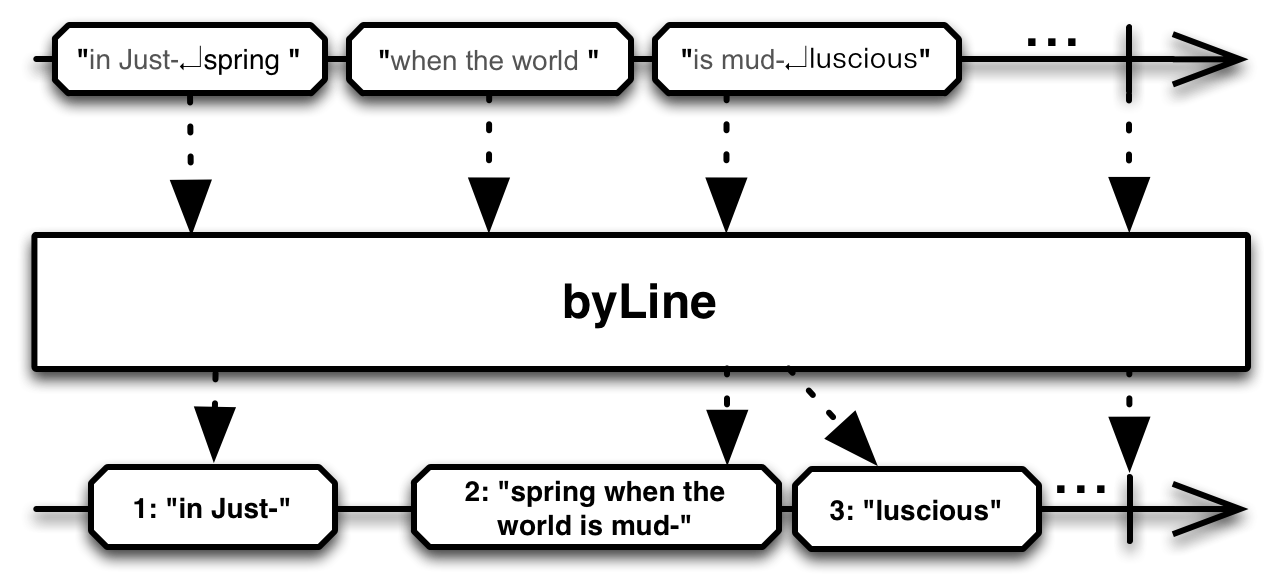 "in Just-↵spring " "when the world " "is mud-↵luscious" ...
byLine
1: "in Just-" 2: "spring when the world is mud-" 3: "luscious" ...